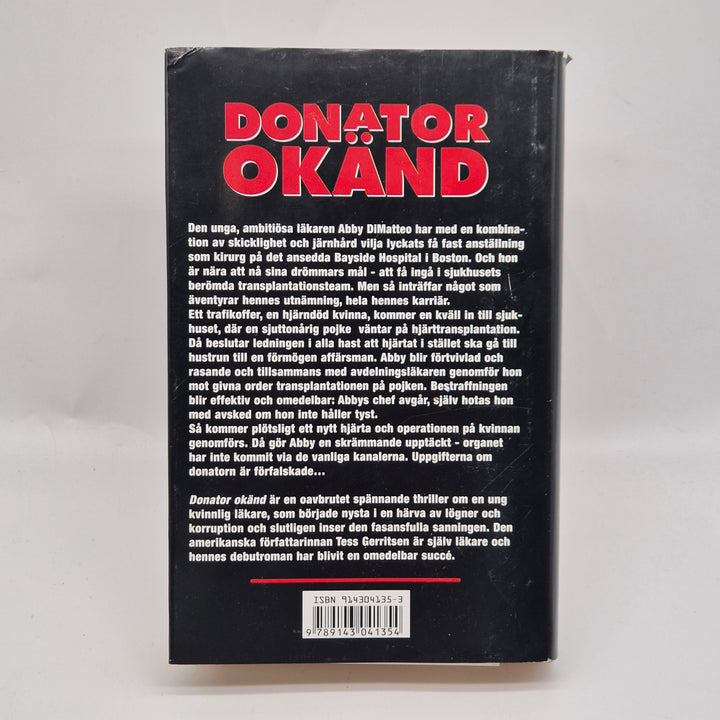 DONATOR
OKÄND
Den unga, ambitiösa läkaren Abby DiMatteo har med en kombina-
tion av skicklighet och järnhård vilja lyckats få fast anställning
som kirurg på det ansedda Bayside Hospital i Boston. Och hon
är nära att nå sina drömmars mål - att få ingå i sjukhusets
berömda transplantationsteam. Men så inträffar något som
äventyrar hennes utnämning, hela hennes karriär.
Ett trafikoffer, en hjärndöd kvinna, kommer en kväll in till sjuk-
huset, där en sjuttonårig pojke väntar på hjärttransplantation.
Då beslutar ledningen i alla hast att hjärtat i stället ska gå till
hustrun till en förmögen affärsman. Abby blir förtvivlad och
rasande och tillsammans med avdelningsläkaren genomför hon
mot givna order transplantationen på pojken. Bestraffningen
blir effektiv och omedelbar: Abbys chef avgår, själv hotas hon
med avsked om hon inte håller tyst.
Så kommer plötsligt ett nytt hjärta och operationen på kvinnan
genomförs. Då gör Abby en skrämmande upptäckt - organet
har inte kommit via de vanliga kanalerna. Uppgifterna om
donatorn är förfalskade...
Donator okänd är en oavbrutet spännande thriller om en ung
kvinnlig läkare, som började nysta i en härva av lögner och
korruption och slutligen inser den fasansfulla sanningen. Den
amerikanska författarinnan Tess Gerritsen är själv läkare och
hennes debutroman har blivit en omedelbar succé.
ISBN 914304135-3
9 789143 041354